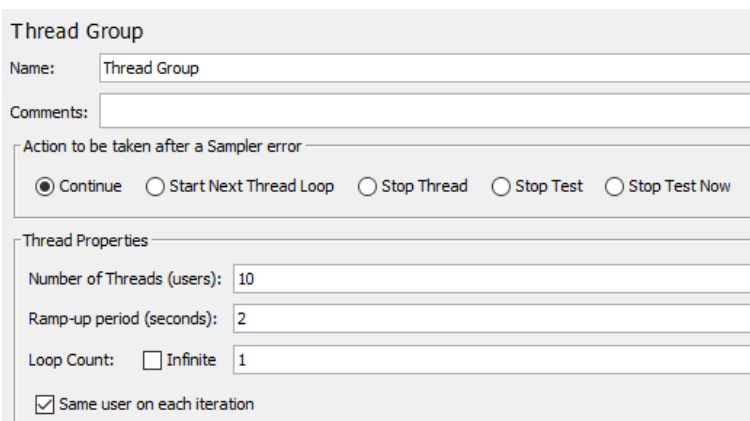 Thread Group
Name: Thread Group
Comments:
Action to be taken after a Sampler error
Continue Start Next Thread Loop Stop Thread Stop Test Stop Test Now
Thread Properties
Number of Threads (users): 10
Ramp-up period (seconds): 2
Loop Count: Infinite 1
Same user on each iteration